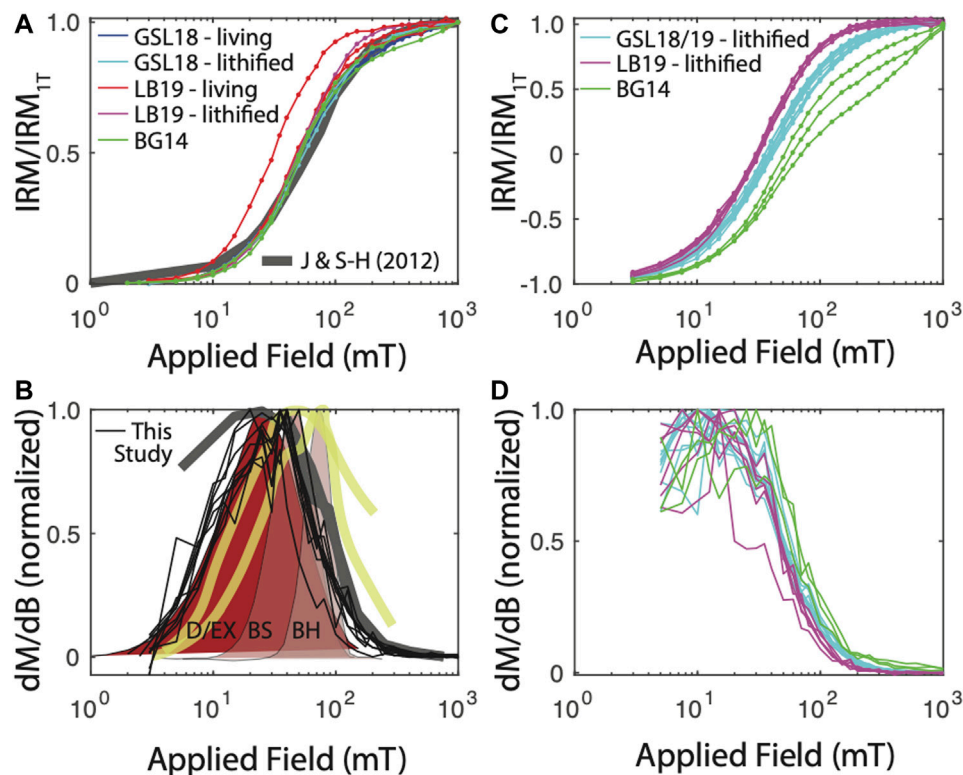 A
IRM/IRM1T
1.0
0.5
0
GSL18 - living
GSL18 - lithified
LB19 - living
LB19 - lithified
BG14
J & S-H (2012)
10^0 10^1 10^2 10^3
Applied Field (mT)
C
IRM/IRM1T
1.0
0.5
0
-0.5
-1.0
GSL18/19 - lithified
LB19 - lithified
BG14
10^0 10^1 10^2 10^3
Applied Field (mT)
B
dM/dB (normalized)
1.0
0.5
0
This
Study
D/EX BS BH
10^0 10^1 10^2 10^3
Applied Field (mT)
D
dM/dB (normalized)
1.0
0.5
0
10^0 10^1 10^2 10^3
Applied Field (mT)